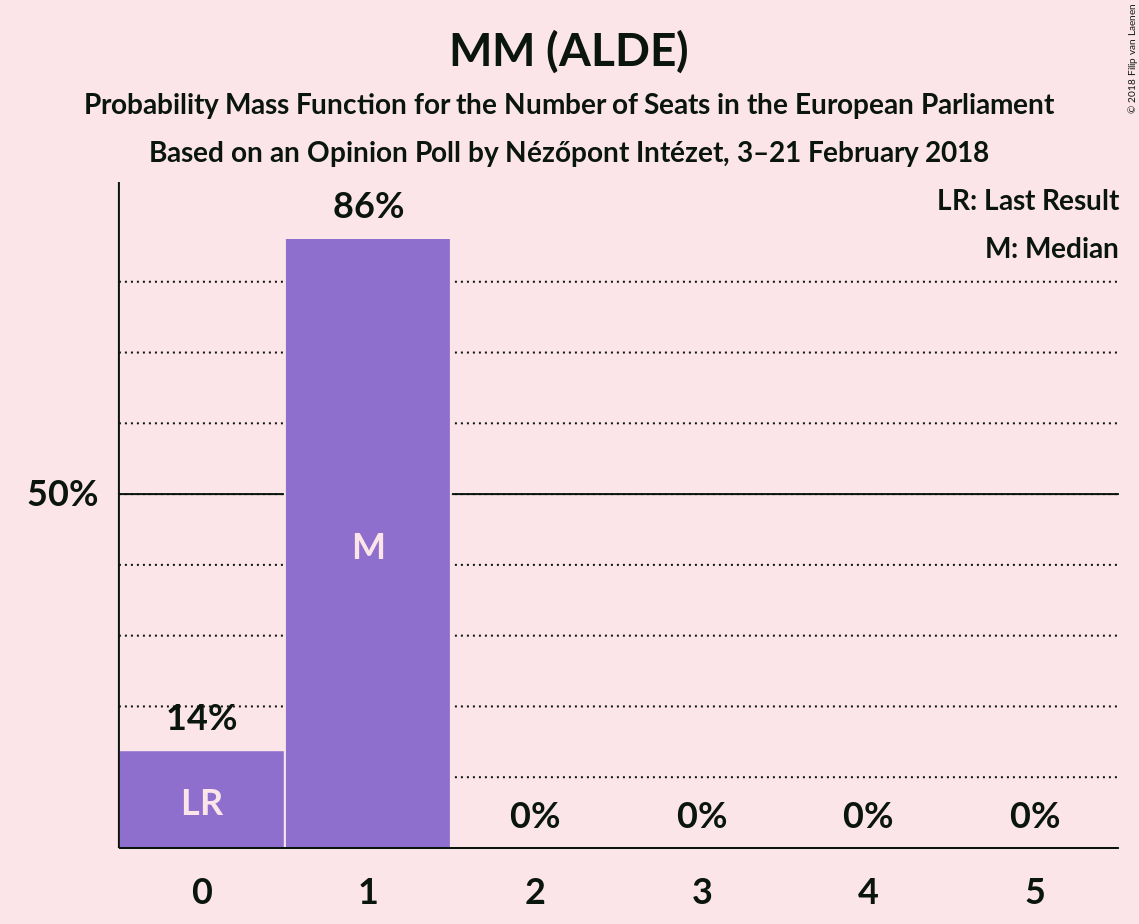 MM (ALDE)
Probability Mass Function for the Number of Seats in the European Parliament
Based on an Opinion Poll by Nézőpont Intézet, 3–21 February 2018
© 2018 Filip van Laenen
LR: Last Result
M: Median
86%
50%
M
14%
LR
0% 0% 0% 0%
0 1 2 3 4 5